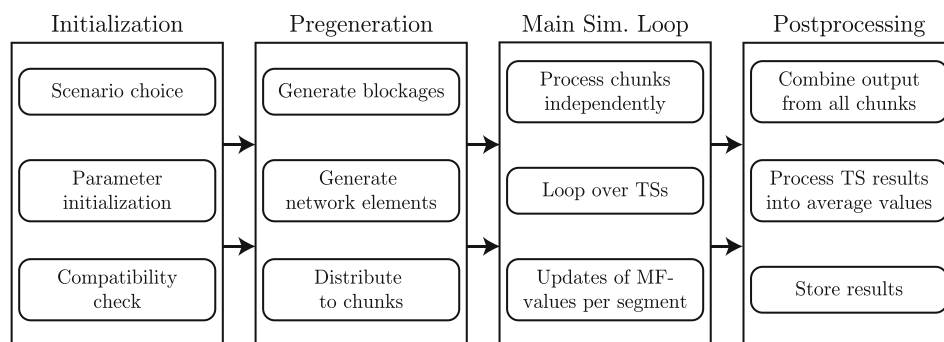 Initialization
Scenario choice
Parameter
initialization
Compatibility
check
Pregeneration
Generate blockages
Generate
network elements
Distribute
to chunks
Main Sim. Loop
Process chunks
independently
Loop over TSs
Updates of MF-
values per segment
Postprocessing
Combine output
from all chunks
Process TS results
into average values
Store results